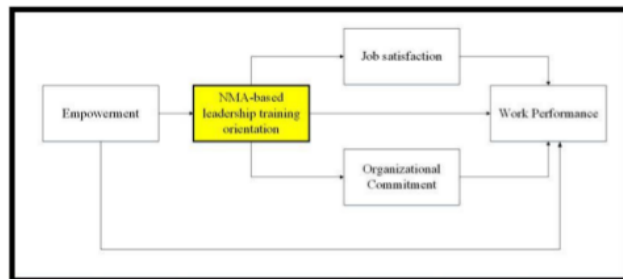 Job satisfaction
NMA-based
leadership training
orientation
Empowerment
Work Performance
Organizational
Commitment